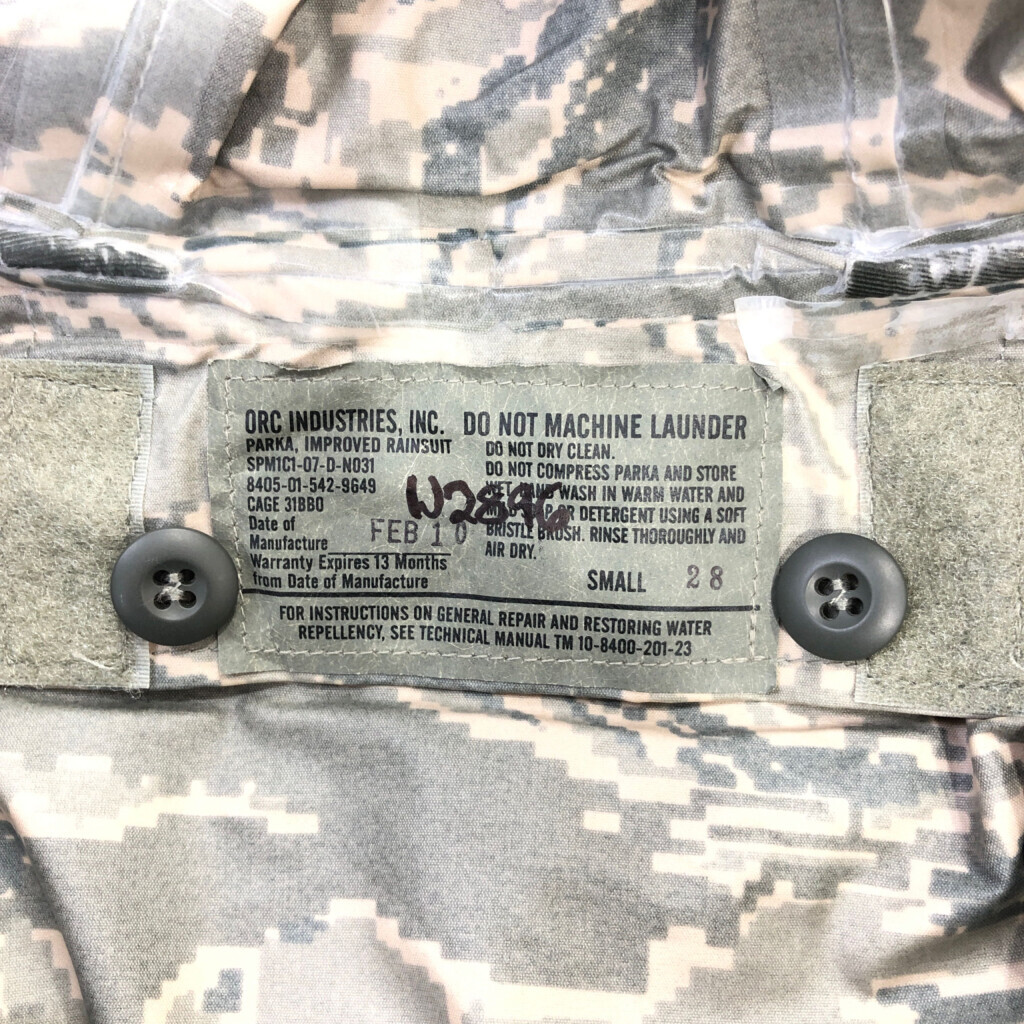 ORC INDUSTRIES, INC.
PARKA, IMPROVED RAINSUIT
SPM1C1-07-D-N031
8405-01-542-9649
CAGE 31BB0
Date of
Manufacture FEB 10
Warranty Expires 13 Months
from Date of Manufacture
DO NOT MACHINE LAUNDER
DO NOT DRY CLEAN.
DO NOT COMPRESS PARKA AND STORE
WET. HAND WASH IN WARM WATER AND
OR DETERGENT USING A SOFT
BRISTLE BRUSH. RINSE THOROUGHLY AND
AIR DRY.
W2896
SMALL 28
FOR INSTRUCTIONS ON GENERAL REPAIR AND RESTORING WATER
REPELLENCY, SEE TECHNICAL MANUAL TM 10-8400-201-23